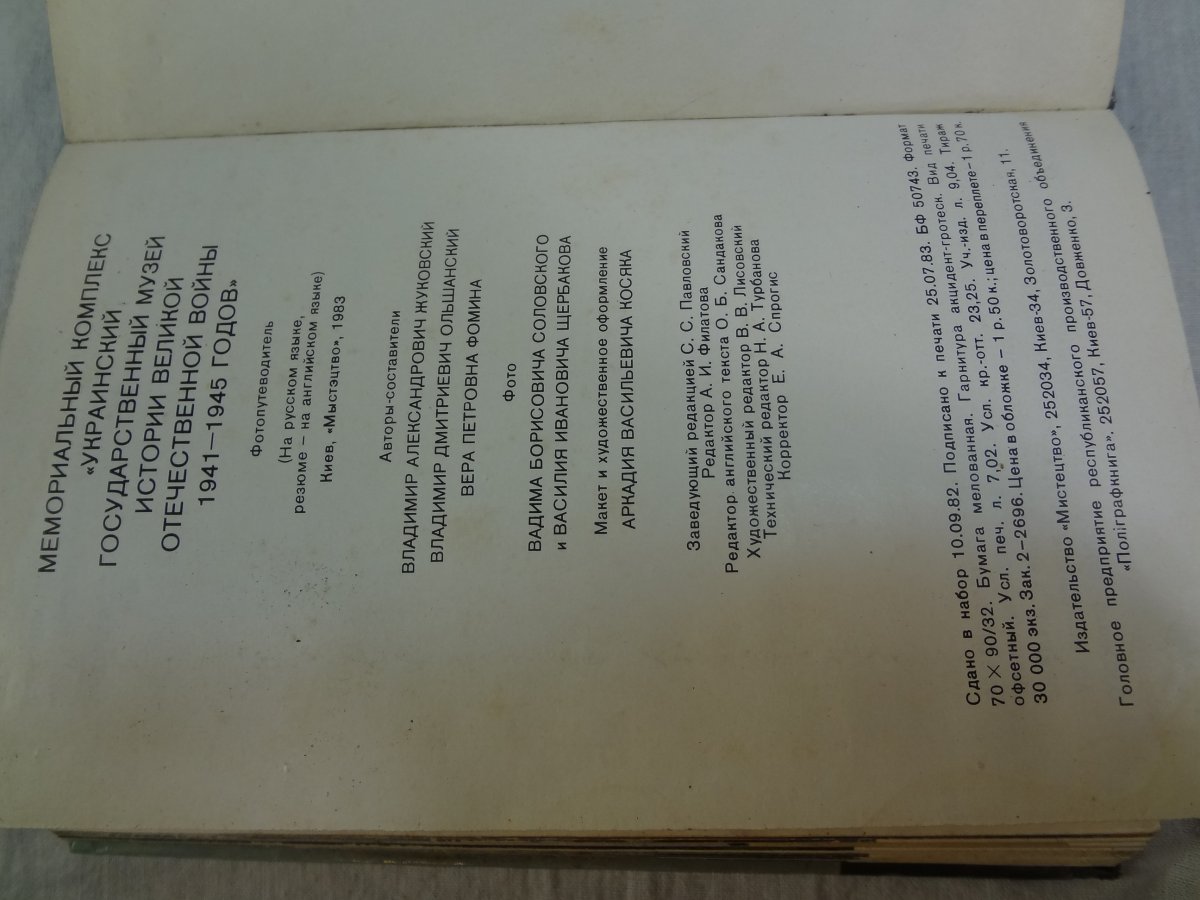 МЕМОРИАЛЬНЫЙ КОМПЛЕКС
«УКРАИНСКИЙ
ГОСУДАРСТВЕННЫЙ МУЗЕЙ
ИСТОРИИ ВЕЛИКОЙ
ОТЕЧЕСТВЕННОЙ ВОЙНЫ
1941—1945 ГОДОВ»
Фотопутеводитель
(На русском языке,
резюме — на английском языке)
Киев, «Мыстэцтво», 1983
Авторы-составители
ВЛАДИМИР АЛЕКСАНДРОВИЧ ЖУКОВСКИЙ
ВЛАДИМИР ДМИТРИЕВИЧ ОЛЬШАНСКИЙ
ВЕРА ПЕТРОВНА ФОМИНА
Фото
ВАДИМА БОРИСОВИЧА СОЛОВСКОГО
и ВАСИЛИЯ ИВАНОВИЧА ЩЕРБАКОВА
Макет и художественное оформление
АРКАДИЯ ВАСИЛЬЕВИЧА КОСЯКА
Заведующий редакцией С. С. Павловский
Редактор А. И. Филатова
Редактор. английского текста О. Б. Сандакова
Художественный редактор В. В. Лисовский
Технический редактор Н. А. Турбанова
Корректор Е. А. Спрогис
Сдано в набор 10.09.82. Подписано к печати 25.07.83. БФ 50743. Формат
70 X 90/32. Бумага мелованная. Гарнитура акцидент-гротеск. Вид печати
офсетный. Усл. печ. л. 7,02. Усл. кр.-отт. 23,25. Уч.-изд. л. 9,04. Тираж
30 000 экз. Зак. 2—2696. Цена в обложке — 1 р. 50 к.; цена в переплете — 1 р. 70 к.
Издательство «Мистецтво», 252034, Киев-34, Золотоворотская, 11.
Головное предприятие республиканского производственного объединения
«Полiграфкнига», 252057, Киев-57, Довженко, 3.